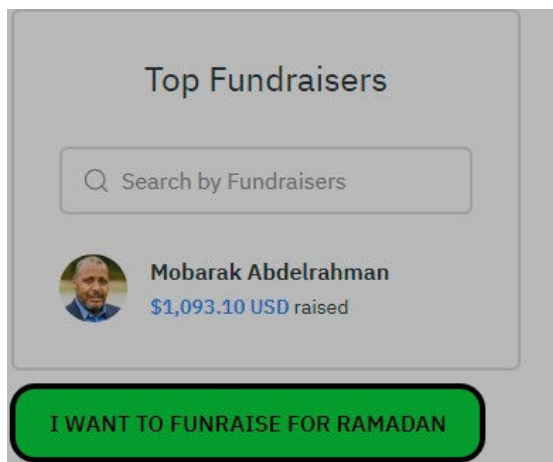 Top Fundraisers
Search by Fundraisers
Mobarak Abdelrahman
$1,093.10 USD raised
I WANT TO FUNRAISE FOR RAMADAN